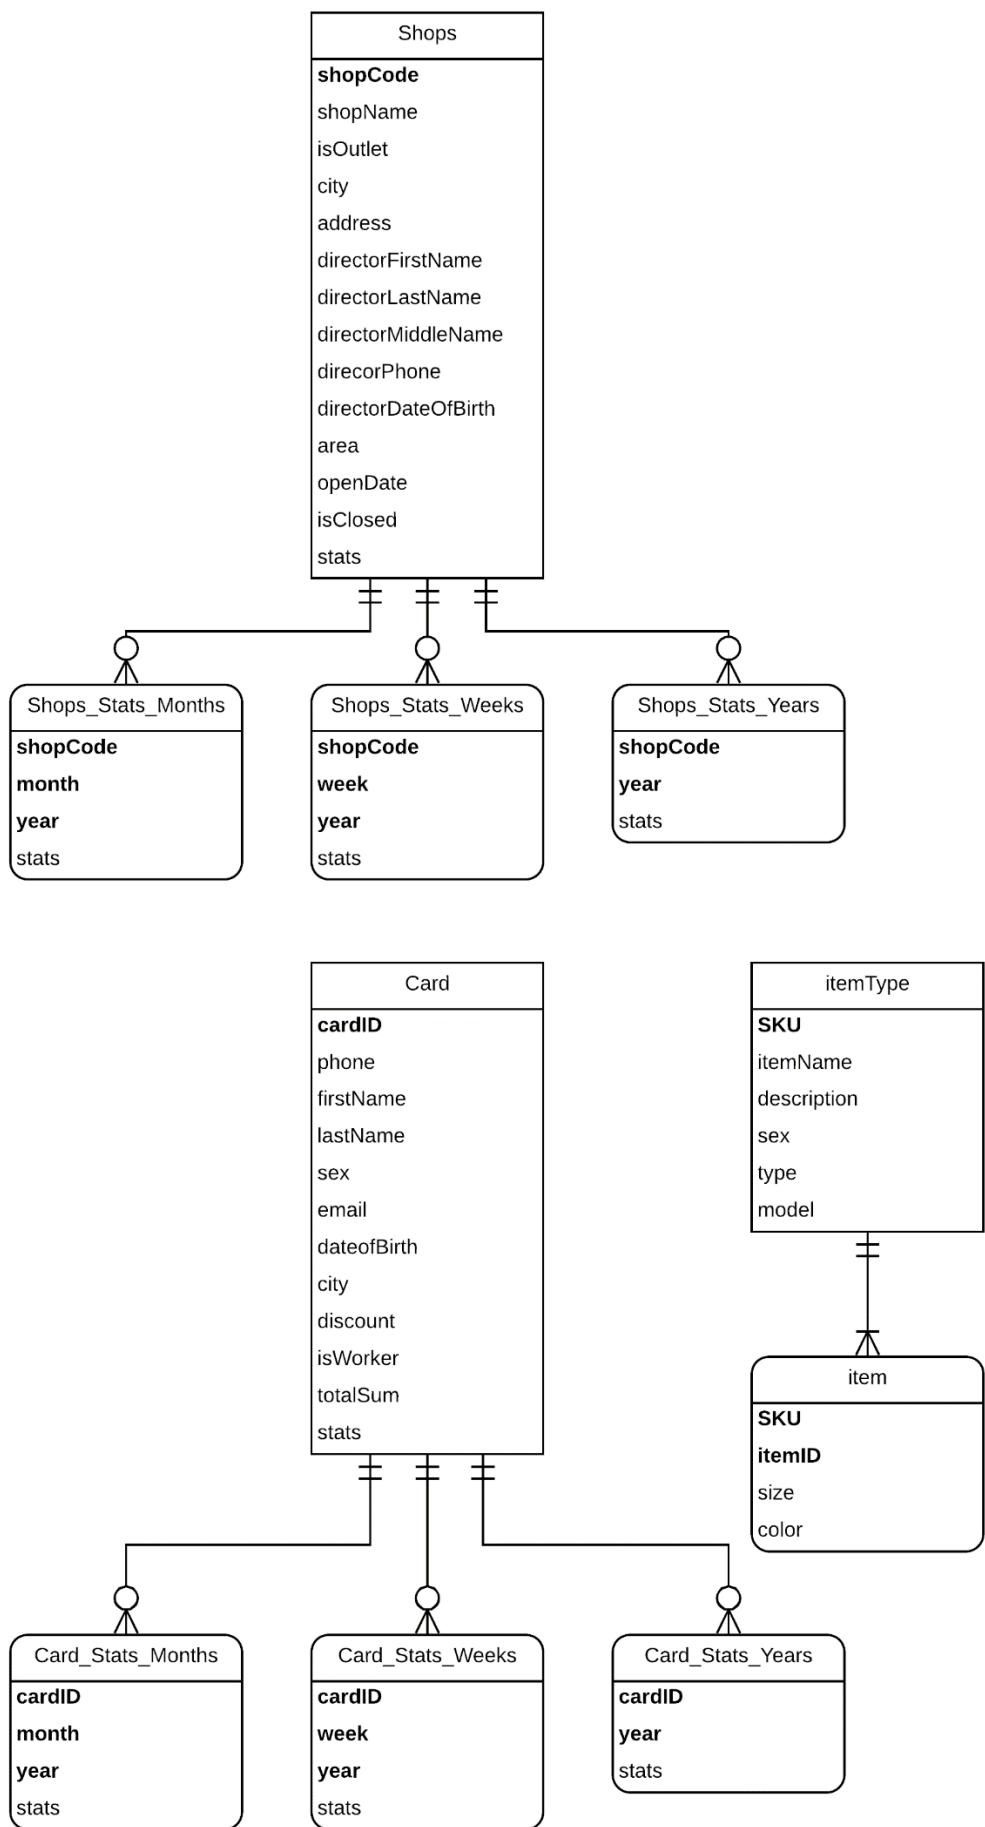 Shops
shopCode
shopName
isOutlet
city
address
directorFirstName
directorLastName
directorMiddleName
direcorPhone
directorDateOfBirth
area
openDate
isClosed
stats
Shops_Stats_Months
shopCode
month
year
stats
Shops_Stats_Weeks
shopCode
week
year
stats
Shops_Stats_Years
shopCode
year
stats
Card
cardID
phone
firstName
lastName
sex
email
dateofBirth
city
discount
isWorker
totalSum
stats
itemType
SKU
itemName
description
sex
type
model
item
SKU
itemID
size
color
Card_Stats_Months
cardID
month
year
stats
Card_Stats_Weeks
cardID
week
year
stats
Card_Stats_Years
cardID
year
stats